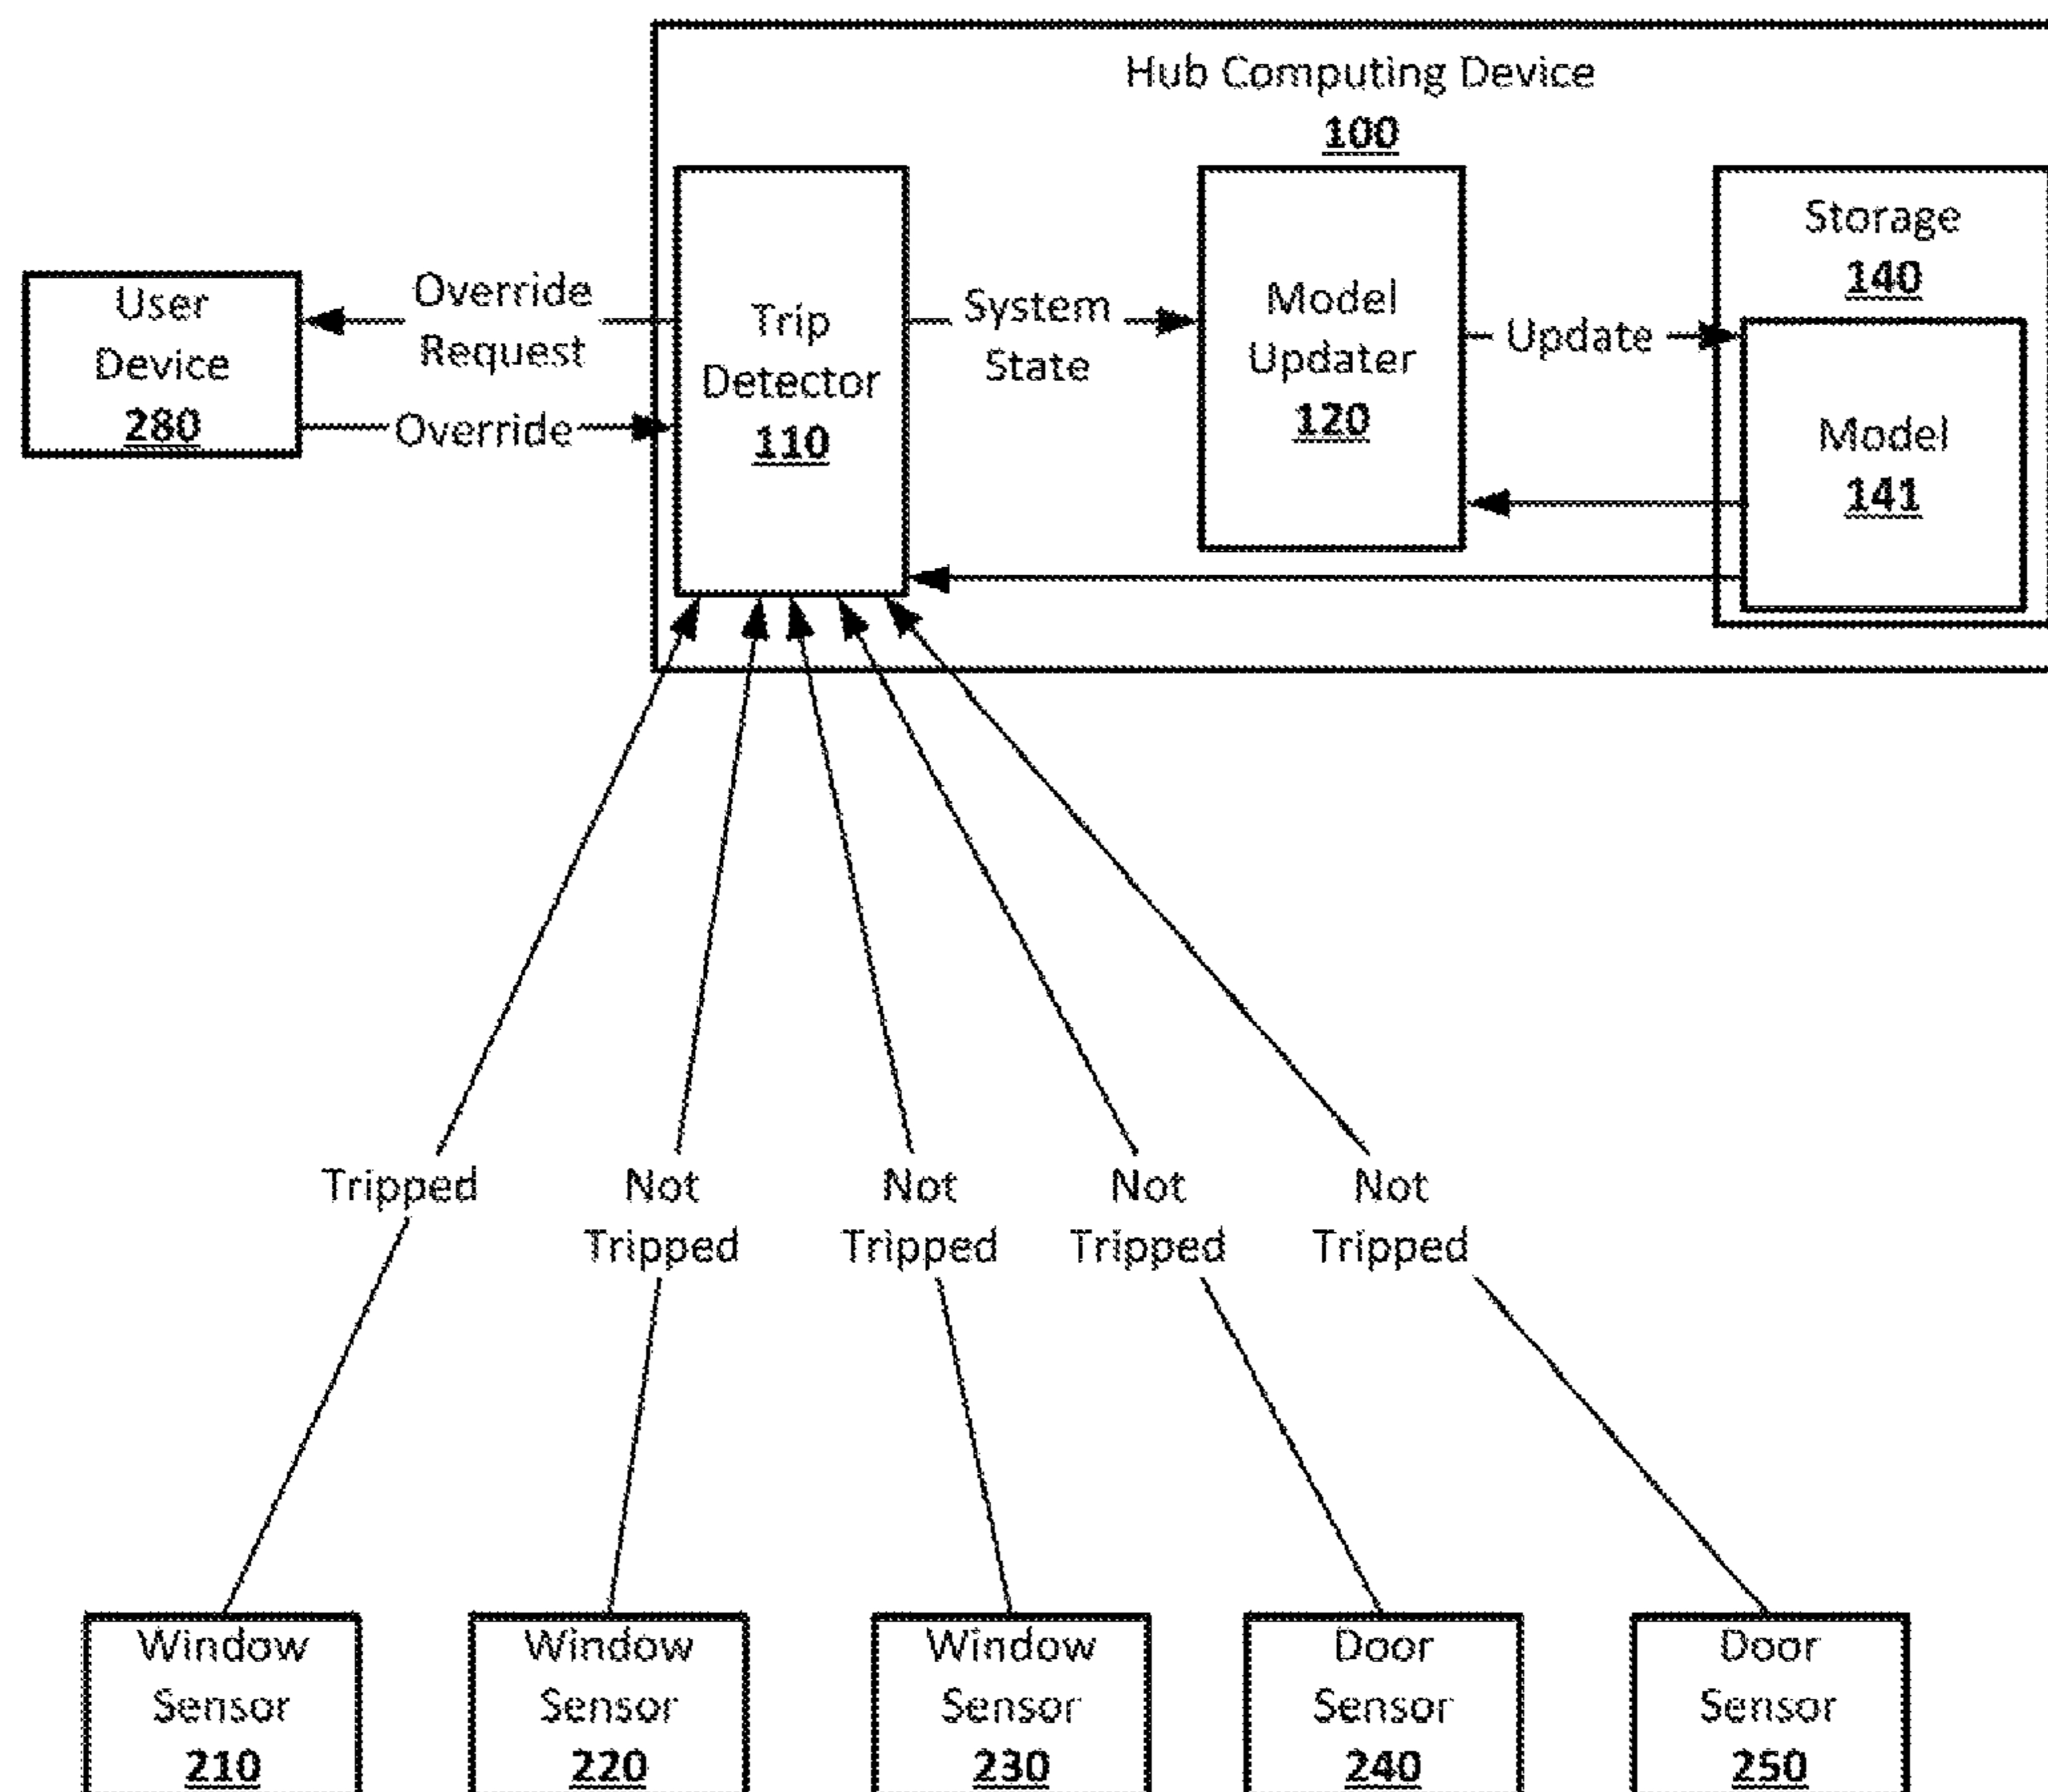 Hub Computing Device
100
User
Device
280
Override
Request
Override
Trip
Detector
110
System
State
Model
Updater
120
Update
Storage
140
Model
141
Tripped
Not
Tripped
Not
Tripped
Not
Tripped
Not
Tripped
Window
Sensor
210
Window
Sensor
220
Window
Sensor
230
Door
Sensor
240
Door
Sensor
250